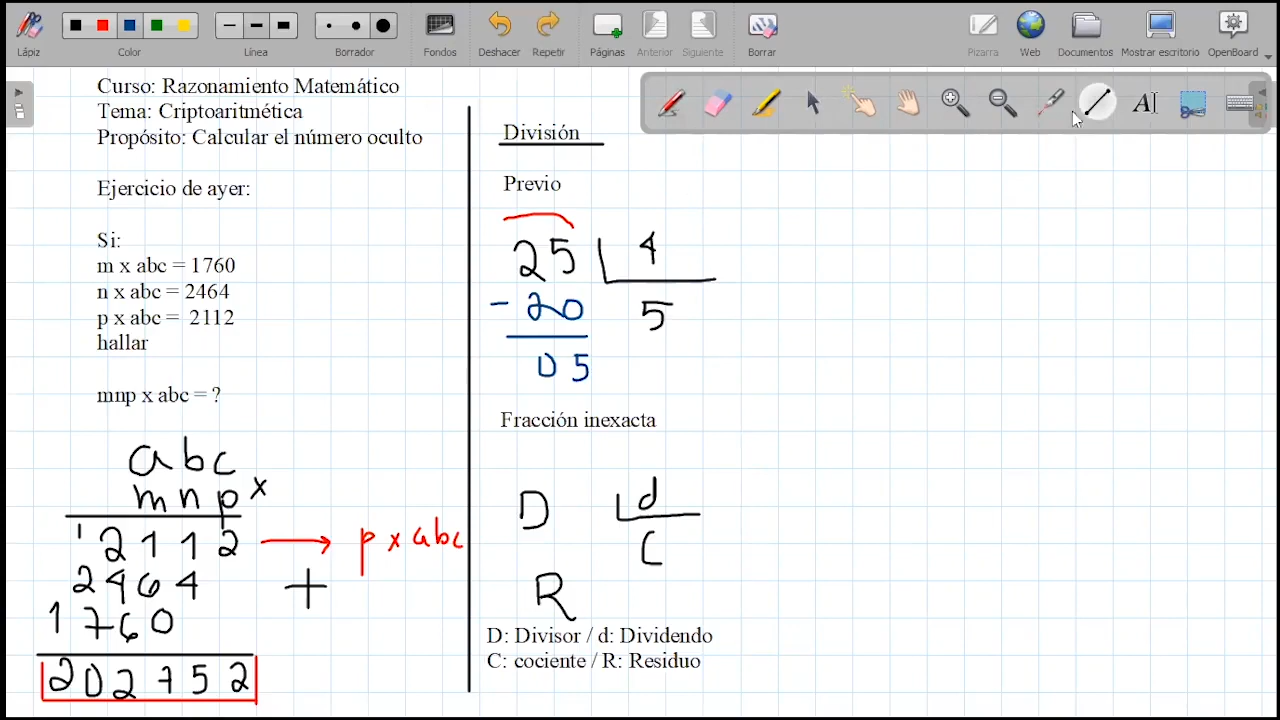 Lápiz
Color
Línea
Borrador
Fondos
Deshacer
Repetir
Páginas
Anterior
Siguiente
Borrar
Pizarra
Web
Documentos
Mostrar escritorio
OpenBoard
Curso: Razonamiento Matemático
Tema: Criptoaritmética
Propósito: Calcular el número oculto
Ejercicio de ayer:
Si:
m x abc = 1760
n x abc = 2464
p x abc = 2112
hallar
mnp x abc = ?
abc
mnp x
1 2112 → p x abc
2464 +
1760
202752
División
Previo
25 4
- 20 5
05
Fracción inexacta
D d
C
R
D: Divisor / d: Dividendo
C: cociente / R: Residuo